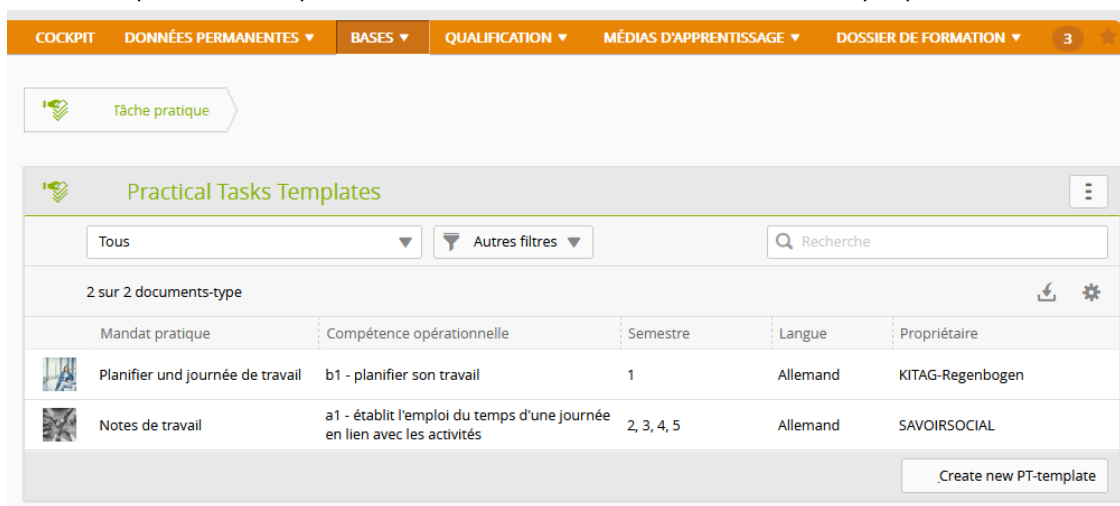 COCKPIT DONNÉES PERMANENTES BASES QUALIFICATION MÉDIAS D'APPRENTISSAGE DOSSIER DE FORMATION 3
Tâche pratique
Practical Tasks Templates
Tous Autres filtres Recherche
2 sur 2 documents-type
Mandat pratique Compétence opérationnelle Semestre Langue Propriétaire
Planifier und journée de travail b1 - planifier son travail 1 Allemand KITAG-Regenbogen
Notes de travail a1 - établit l'emploi du temps d'une journée en lien avec les activités 2, 3, 4, 5 Allemand SAVOIRSOCIAL
Create new PT-template